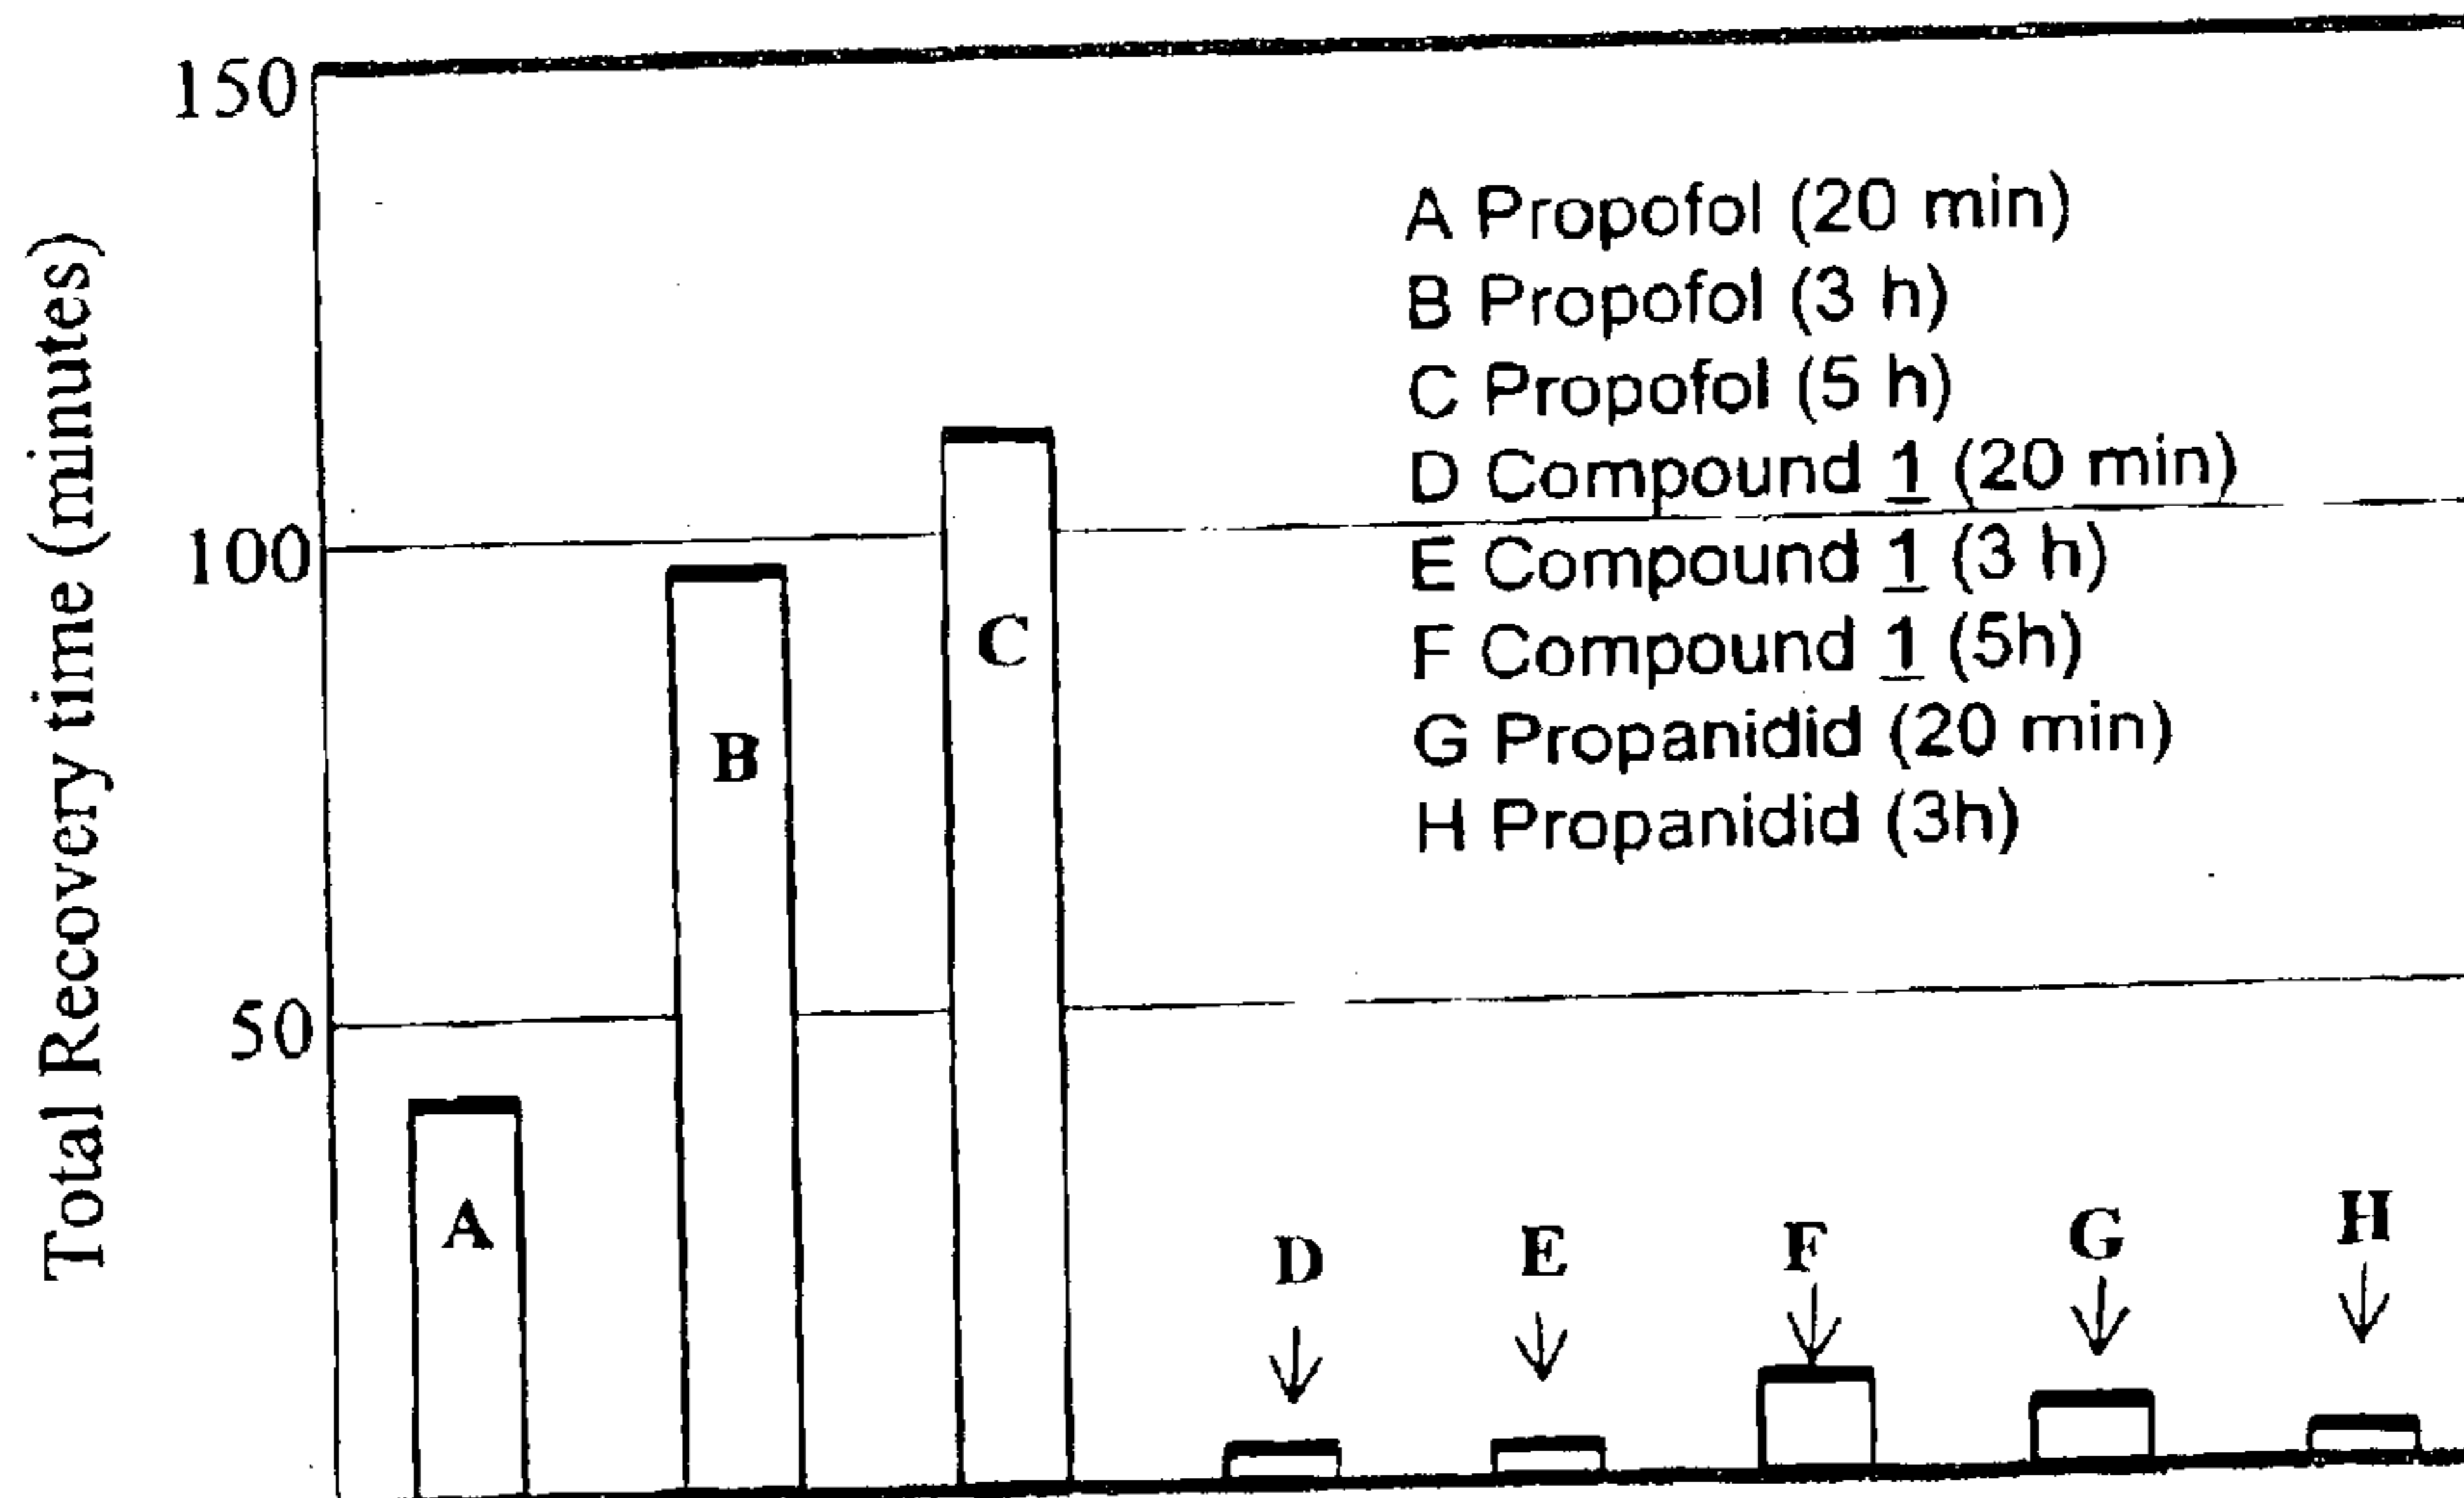 Total Recovery time (minutes)
150
100
50
A Propofol (20 min)
B Propofol (3 h)
C Propofol (5 h)
D Compound 1 (20 min)
E Compound 1 (3 h)
F Compound 1 (5h)
G Propanidid (20 min)
H Propanidid (3h)
A
B
C
D
E
F
G
H